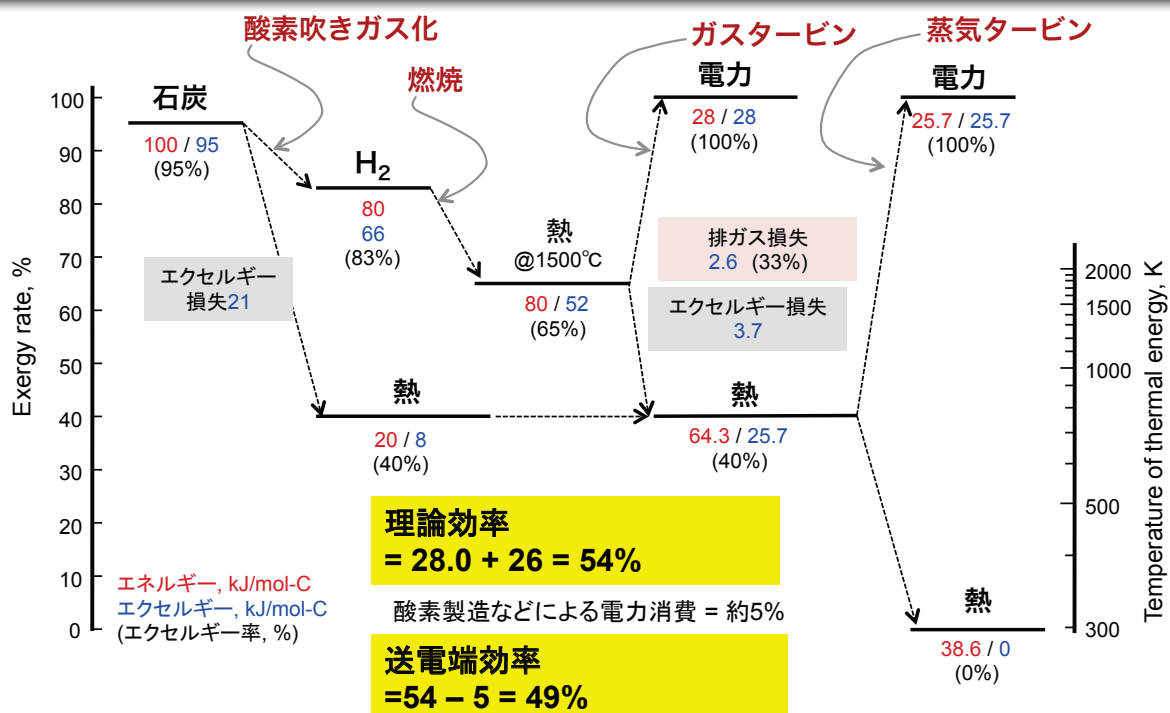 酸素吹きガス化
ガスタービン
蒸気タービン
燃焼
石炭
100 / 95
(95%)
H₂
80
66
(83%)
熱
@1500℃
80 / 52
(65%)
電力
28 / 28
(100%)
電力
25.7 / 25.7
(100%)
エクセルギー
損失21
排ガス損失
2.6 (33%)
エクセルギー損失
3.7
熱
20 / 8
(40%)
熱
64.3 / 25.7
(40%)
熱
38.6 / 0
(0%)
理論効率
= 28.0 + 26 = 54%
酸素製造などによる電力消費 = 約5%
送電端効率
=54 – 5 = 49%
エネルギー, kJ/mol-C
エクセルギー, kJ/mol-C
(エクセルギー率, %)
Exergy rate, %
100
90
80
70
60
50
40
30
20
10
0
Temperature of thermal energy, K
2000
1500
1000
500
300